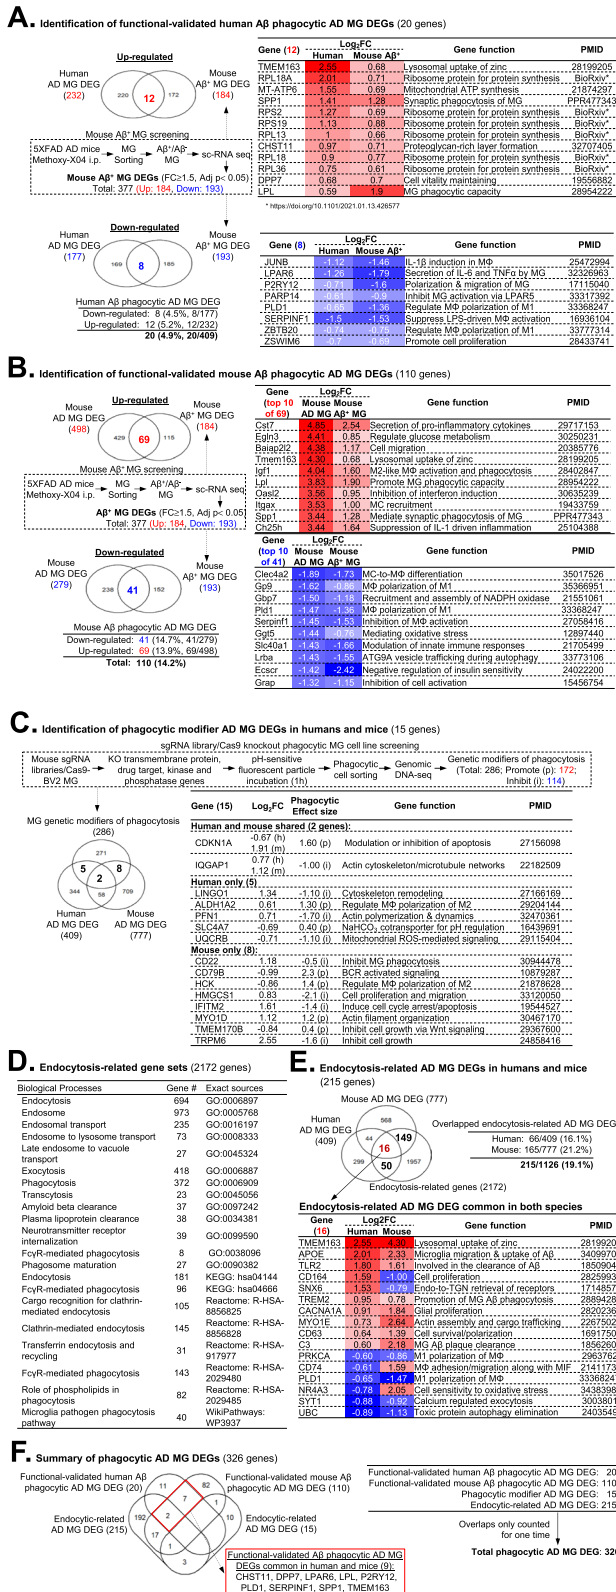 A. Identification of functional-validated human Aβ phagocytic AD MG DEGs (20 genes)
Up-regulated
Human AD MG DEG (232)
220 12 172
Mouse Aβ⁺ MG DEG (184)
Mouse Aβ⁺ MG screening
5XFAD AD mice Methoxy-X04 i.p. MG Sorting Aβ⁺/Aβ⁻ MG sc-RNA seq
Mouse Aβ⁺ MG DEGs (FC≥1.5, Adj p< 0.05)
Total: 377 (Up: 184, Down: 193)
Down-regulated
Human AD MG DEG (177)
169 8 185
Mouse Aβ⁺ MG DEG (193)
Human Aβ phagocytic AD MG DEG
Down-regulated: 8 (4.5%, 8/177)
Up-regulated: 12 (5.2%, 12/232)
20 (4.9%, 20/409)
Gene (12) Log₂FC Human Mouse Aβ⁺ Gene function PMID
TMEM163 2.55 0.68 Lysosomal uptake of zinc 28199205
RPL18A 2.01 0.71 Ribosome protein for protein synthesis BioRxiv*
MT-ATP6 1.55 0.69 Mitochondrial ATP synthesis 21874297
SPP1 1.41 1.28 Synaptic phagocytosis of MG PPR477343
RPS2 1.27 0.69 Ribosome protein for protein synthesis BioRxiv*
RPS19 1.13 0.88 Ribosome protein for protein synthesis BioRxiv*
RPL13 1 0.66 Ribosome protein for protein synthesis BioRxiv*
CHST11 0.97 0.71 Proteoglycan-rich layer formation 32707405
RPL18 0.9 0.77 Ribosome protein for protein synthesis BioRxiv*
RPL36 0.75 0.61 Ribosome protein for protein synthesis BioRxiv*
DPP7 0.68 0.7 Cell vitality maintaining 19556882
LPL 0.59 1.9 MG phagocytic capacity 28954222
* https://doi.org/10.1101/2021.01.13.426577
Gene (8) Log₂FC Human Mouse Aβ⁺ Gene function PMID
JUNB -1.12 -1.46 IL-1β induction in MΦ 25472994
LPAR6 -1.26 -1.79 Secretion of IL-6 and TNFα by MG 32326963
P2RY12 -0.71 -1.6 Polarization & migration of MG 17115040
PARP14 -0.61 -0.9 Inhibit MG activation via LPAR5 33317392
PLD1 -0.65 -1.36 Regulate MΦ polarization of M1 33368247
SERPINF1 -1.5 -1.53 Suppress LPS-driven MΦ activation 16936104
ZBTB20 -0.74 -0.75 Regulate MΦ polarization of M1 33777314
ZSWIM6 -0.7 -0.69 Promote cell proliferation 28433741
B. Identification of functional-validated mouse Aβ phagocytic AD MG DEGs (110 genes)
Up-regulated
Mouse AD MG DEG (498)
429 69 115
Mouse Aβ⁺ MG DEG (184)
Mouse Aβ⁺ MG screening
5XFAD AD mice Methoxy-X04 i.p. MG Sorting Aβ⁺/Aβ⁻ MG sc-RNA seq
Aβ⁺ MG DEGs (FC≥1.5, Adj p< 0.05)
Total: 377 (Up: 184, Down: 193)
Down-regulated
Mouse AD MG DEG (279)
238 41 152
Mouse Aβ⁺ MG DEG (193)
Mouse Aβ phagocytic AD MG DEG
Down-regulated: 41 (14.7%, 41/279)
Up-regulated: 69 (13.9%, 69/498)
Total: 110 (14.2%)
Gene (top 10 of 69) Log₂FC Mouse AD MG Mouse Aβ⁺ MG Gene function PMID
Cst7 4.85 2.54 Secretion of pro-inflammatory cytokines 29717153
Egln3 4.41 0.85 Regulate glucose metabolism 30250231
Baiap2l2 4.38 1.17 Cell migration 20385776
Tmem163 4.30 0.68 Lysosomal uptake of zinc 28199205
Igf1 4.04 1.60 M2-like MΦ activation and phagocytosis 28402847
Lpl 3.83 1.90 Promote MG phagocytic capacity 28954222
Oasl2 3.56 0.95 Inhibition of interferon induction 30635239
Itgax 3.53 1.00 MC recruitment 19433759
Spp1 3.44 1.28 Mediate synaptic phagocytosis of MG PPR477343
Ch25h 3.44 1.64 Suppression of IL-1 driven inflammation 25104388
Gene (top 10 of 41) Log₂FC Mouse AD MG Mouse Aβ⁺ MG Gene function PMID
Clec4a2 -1.89 -1.73 MC-to-MΦ differentiation 35017526
Gp9 -1.62 -0.86 MΦ polarization of M1 35366951
Gbp7 -1.50 -1.18 Recruitment and assembly of NADPH oxidase 21551061
Pld1 -1.47 -1.36 MΦ polarization of M1 33368247
Serpinf1 -1.45 -1.53 Inhibition of MΦ activation 27058416
Ggt5 -1.44 -0.76 Mediating oxidative stress 12897440
Slc40a1 -1.43 -1.66 Modulation of innate immune responses 21705499
Lrba -1.43 -1.55 ATG9A vesicle trafficking during autophagy 33773106
Ecscr -1.42 -2.42 Negative regulation of insulin sensitivity 24022200
Grap -1.32 -1.15 Inhibition of cell activation 15456754
C. Identification of phagocytic modifier AD MG DEGs in humans and mice (15 genes)
sgRNA library/Cas9 knockout phagocytic MG cell line screening
Mouse sgRNA libraries/Cas9-BV2 MG
KO transmembrane protein, drug target, kinase and phosphatase genes
pH-sensitive fluorescent particle incubation (1h)
Phagocytic cell sorting
Genomic DNA-seq
Genetic modifiers of phagocytosis (Total: 286; Promote (p): 172; Inhibit (i): 114)
MG genetic modifiers of phagocytosis (286)
271
5 8
2
344 58 709
Human AD MG DEG (409)
Mouse AD MG DEG (777)
Gene (15) Log₂FC Phagocytic Effect size Gene function PMID
Human and mouse shared (2 genes):
CDKN1A -0.67 (h) 1.91 (m) 1.60 (p) Modulation or inhibition of apoptosis 27156098
IQGAP1 0.77 (h) 1.12 (m) -1.00 (i) Actin cytoskeleton/microtubule networks 22182509
Human only (5)
LINGO1 1.34 -1.10 (i) Cytoskeleton remodeling 27166169
ALDH1A2 0.61 1.30 (p) Regulate MΦ polarization of M2 29204144
PFN1 0.71 -1.70 (i) Actin polymerization & dynamics 32470361
SLC4A7 -0.69 0.40 (p) NaHCO₃ cotransporter for pH regulation 16439691
UQCRB -0.71 -1.10 (i) Mitochondrial ROS-mediated signaling 29115404
Mouse only (8):
CD22 1.18 -0.5 (i) Inhibit MG phagocytosis 30944478
CD79B -0.99 2.3 (p) BCR activated signaling 10879287
HCK -0.86 1.4 (p) Regulate MΦ polarization of M2 21878628
HMGCS1 0.83 -2.1 (i) Cell proliferation and migration 33120050
IFITM2 1.61 -1.4 (i) Induce cell cycle arrest/apoptosis 19544527
MYO1D 1.12 1.2 (p) Actin filament organization 30467170
TMEM170B -0.84 0.4 (p) Inhibit cell growth via Wnt signaling 29367600
TRPM6 2.55 -1.6 (i) Inhibit cell growth 24858416
D. Endocytosis-related gene sets (2172 genes)
Biological Processes Gene # Exact sources
Endocytosis 694 GO:0006897
Endosome 973 GO:0005768
Endosomal transport 235 GO:0016197
Endosome to lysosome transport 73 GO:0008333
Late endosome to vacuole transport 27 GO:0045324
Exocytosis 418 GO:0006887
Phagocytosis 372 GO:0006909
Transcytosis 23 GO:0045056
Amyloid beta clearance 37 GO:0097242
Plasma lipoprotein clearance 38 GO:0034381
Neurotransmitter receptor internalization 39 GO:0099590
FcγR-mediated phagocytosis 8 GO:0038096
Phagosome maturation 27 GO:0090382
Endocytosis 181 KEGG: hsa04144
FcγR-mediated phagocytosis 96 KEGG: hsa04666
Cargo recognition for clathrin-mediated endocytosis 105 Reactome: R-HSA-8856825
Clathrin-mediated endocytosis 145 Reactome: R-HSA-8856828
Transferrin endocytosis and recycling 31 Reactome: R-HSA-917977
FcγR-mediated phagocytosis 143 Reactome: R-HSA-2029480
Role of phospholipids in phagocytosis 82 Reactome: R-HSA-2029485
Microglia pathogen phagocytosis pathway 40 WikiPathways: WP3937
E. Endocytosis-related AD MG DEGs in humans and mice (215 genes)
Mouse AD MG DEG (777)
Human AD MG DEG (409)
568
44 149
16
299 50 1957
Endocytosis-related genes (2172)
Overlapped endocytosis-related AD MG DEG
Human: 66/409 (16.1%)
Mouse: 165/777 (21.2%)
215/1126 (19.1%)
Endocytosis-related AD MG DEG common in both species
Gene (16) Log2FC Human Mouse Gene function PMID
TMEM163 2.55 4.30 Lysosomal uptake of zinc 2819920
APOE 2.01 2.33 Microglia migration & uptake of Aβ 3409970
TLR2 1.80 1.61 Involved in the clearance of Aβ 1850904
CD164 1.59 -1.00 Cell proliferation 2825993
SNX6 1.53 -0.79 Endo-to-TGN retrieval of proteins 1714857
TREM2 0.95 0.78 Promotion of MG Aβ phagocytosis 2889428
CACNA1A 0.91 1.84 Glial proliferation 2820236
MYO1E 0.73 2.64 Actin assembly and cargo trafficking 2267502
CD63 0.64 1.39 Cell survival/polarization 1691750
C3 0.60 2.18 MG Aβ plaque clearance 1856260
PRKCA -0.60 -0.86 M1 polarization of MΦ 2963762
CD74 -0.61 1.59 MΦ adhesion/migration along with MIF 2141173
PLD1 -0.65 -1.47 M1 polarization of MΦ 3336824
NR4A3 -0.78 2.05 Cell sensitivity to oxidative stress 3438398
SYT1 -0.88 -0.92 Calcium regulated exocytosis 3003801
UBC -0.89 -1.13 Toxic protein autophagy elimination 2403549
F. Summary of phagocytic AD MG DEGs (326 genes)
Functional-validated human Aβ phagocytic AD MG DEG (20)
Functional-validated mouse Aβ phagocytic AD MG DEG (110)
Endocytic-related AD MG DEG (215)
Endocytic-related AD MG DEG (15)
11 82
192 7 10
2 1
17 1
1
3
Functional-validated Aβ phagocytic AD MG DEGs common in human and mice (9):
CHST11, DPP7, LPAR6, LPL, P2RY12,
PLD1, SERPINF1, SPP1, TMEM163
Functional-validated human Aβ phagocytic AD MG DEG: 20
Functional-validated mouse Aβ phagocytic AD MG DEG: 110
Phagocytic modifier AD MG DEG: 15
Endocytic-related AD MG DEG: 215
Overlaps only counted for one time
Total phagocytic AD MG DEG: 326